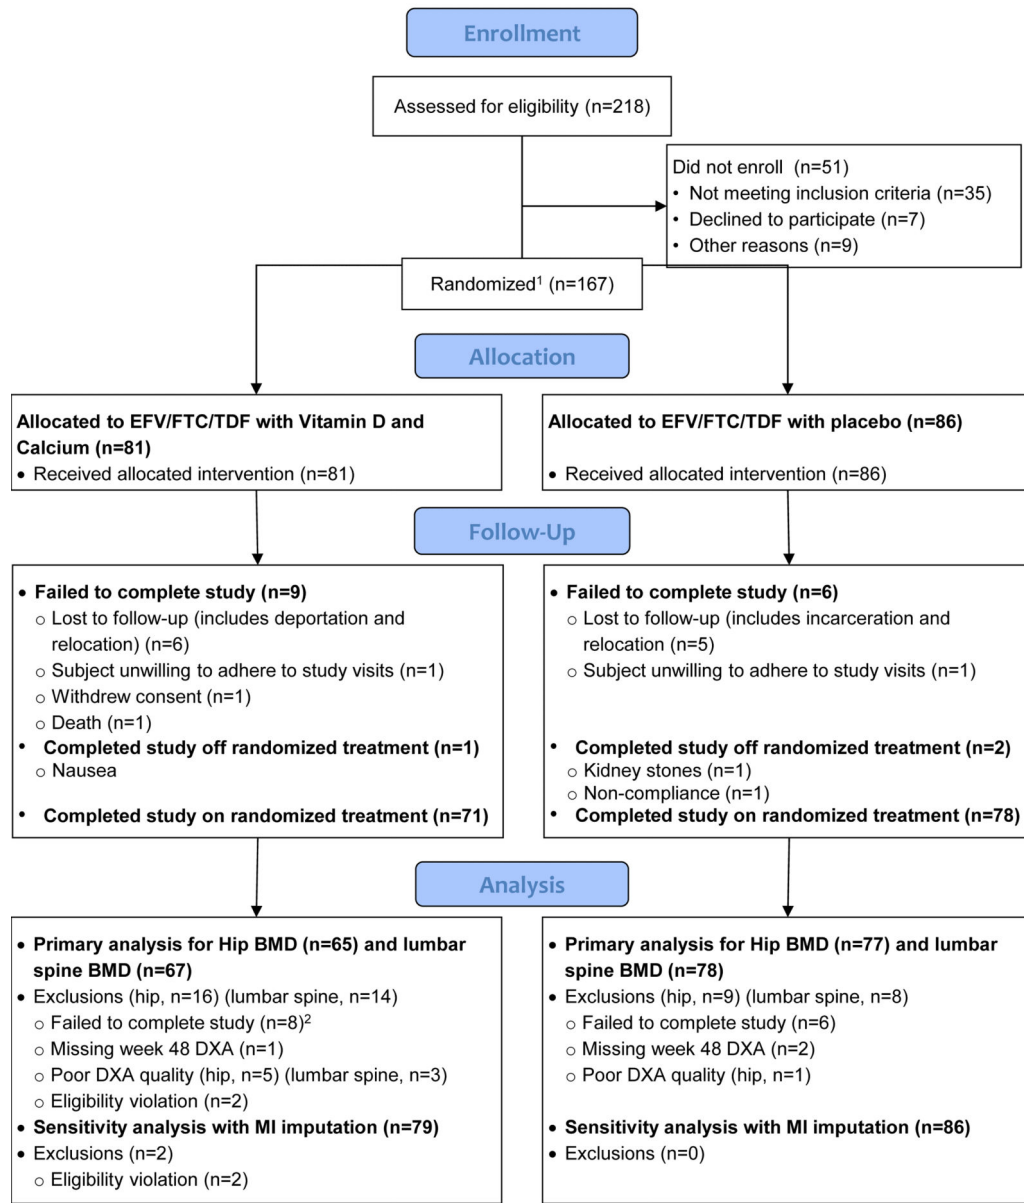 Enrollment
Assessed for eligibility (n=218)
Did not enroll (n=51)
• Not meeting inclusion criteria (n=35)
• Declined to participate (n=7)
• Other reasons (n=9)
Randomized¹ (n=167)
Allocation
Allocated to EFV/FTC/TDF with Vitamin D and
Calcium (n=81)
• Received allocated intervention (n=81)
Allocated to EFV/FTC/TDF with placebo (n=86)
• Received allocated intervention (n=86)
Follow-Up
• Failed to complete study (n=9)
o Lost to follow-up (includes deportation and
relocation) (n=6)
o Subject unwilling to adhere to study visits (n=1)
o Withdrew consent (n=1)
o Death (n=1)
• Completed study off randomized treatment (n=1)
o Nausea
• Completed study on randomized treatment (n=71)
• Failed to complete study (n=6)
o Lost to follow-up (includes incarceration and
relocation (n=5)
o Subject unwilling to adhere to study visits (n=1)
• Completed study off randomized treatment (n=2)
o Kidney stones (n=1)
o Non-compliance (n=1)
• Completed study on randomized treatment (n=78)
Analysis
• Primary analysis for Hip BMD (n=65) and lumbar
spine BMD (n=67)
• Exclusions (hip, n=16) (lumbar spine, n=14)
o Failed to complete study (n=8)²
o Missing week 48 DXA (n=1)
o Poor DXA quality (hip, n=5) (lumbar spine, n=3)
o Eligibility violation (n=2)
• Sensitivity analysis with MI imputation (n=79)
• Exclusions (n=2)
o Eligibility violation (n=2)
• Primary analysis for Hip BMD (n=77) and lumbar
spine BMD (n=78)
• Exclusions (hip, n=9) (lumbar spine, n=8)
o Failed to complete study (n=6)
o Missing week 48 DXA (n=2)
o Poor DXA quality (hip, n=1)
• Sensitivity analysis with MI imputation (n=86)
• Exclusions (n=0)